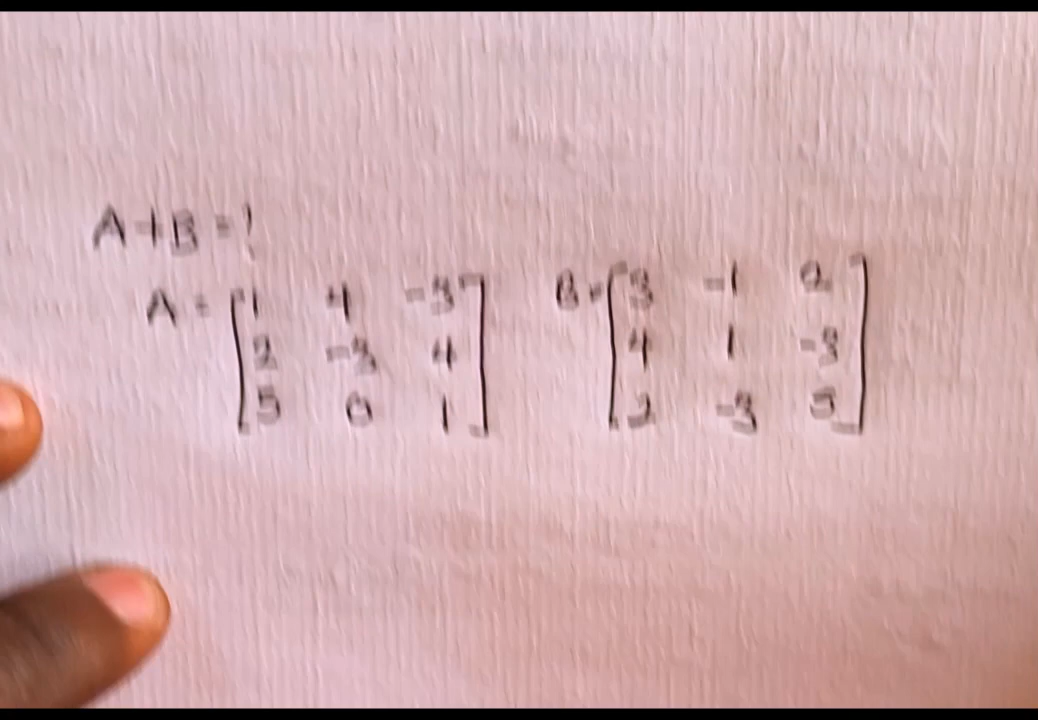 A+B=?
A = [1 4 -3] B = [3 -1 2]
[2 -3 4] [4 1 -3]
[5 0 1] [2 -3 5]